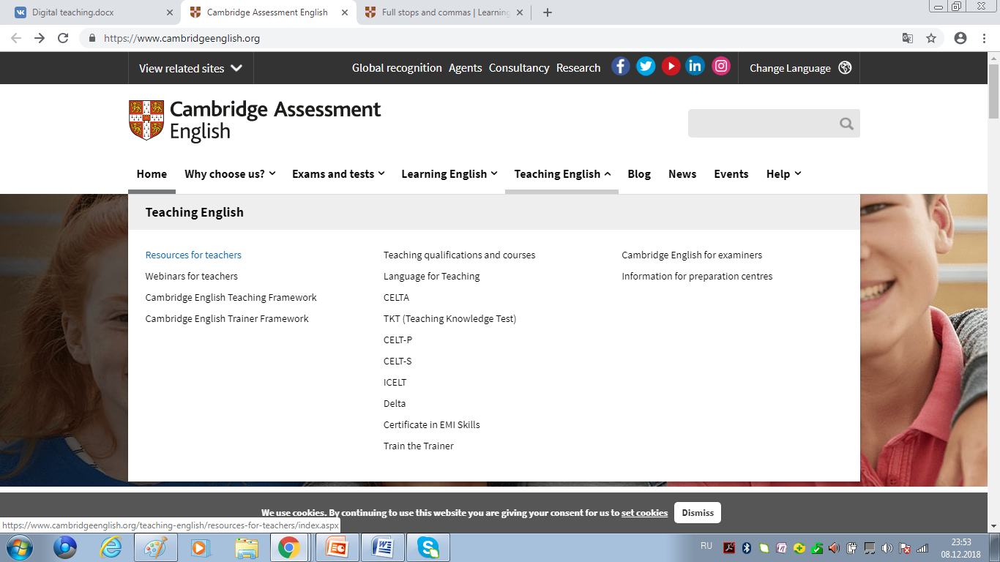 Digital teaching.docx
Cambridge Assessment English
Full stops and commas | Learning
https://www.cambridgeenglish.org
View related sites
Global recognition Agents Consultancy Research
Change Language
Cambridge Assessment
English
Home Why choose us? Exams and tests Learning English Teaching English Blog News Events Help
Teaching English
Resources for teachers
Webinars for teachers
Cambridge English Teaching Framework
Cambridge English Trainer Framework
Teaching qualifications and courses
Language for Teaching
CELTA
TKT (Teaching Knowledge Test)
CELT-P
CELT-S
ICELT
Delta
Certificate in EMI Skills
Train the Trainer
Cambridge English for examiners
Information for preparation centres
We use cookies. By continuing to use this website you are giving your consent for us to set cookies
Dismiss
https://www.cambridgeenglish.org/teaching-english/resources-for-teachers/index.aspx
RU
23:53
08.12.2018